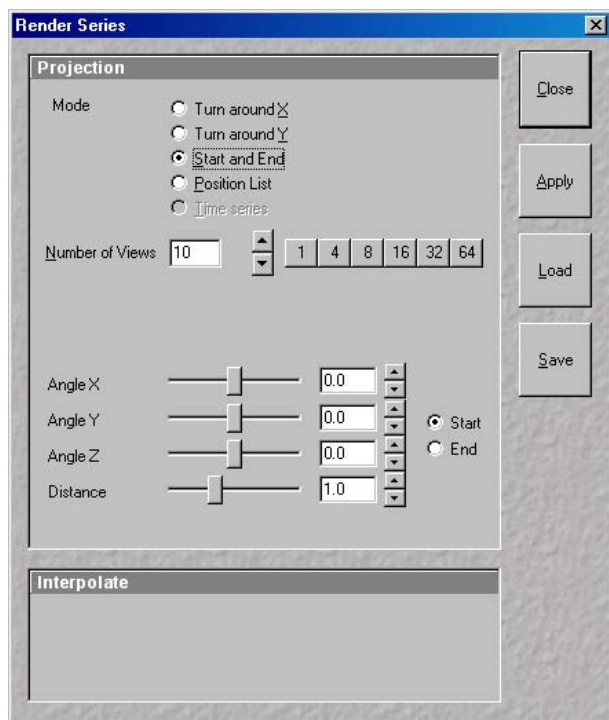 Render Series
Projection
Close
Mode
Turn around X
Turn around Y
Start and End
Position List
Time series
Apply
Number of Views 10 1 4 8 16 32 64
Load
Save
Angle X 0.0
Angle Y 0.0
Start
Angle Z 0.0
End
Distance 1.0
Interpolate